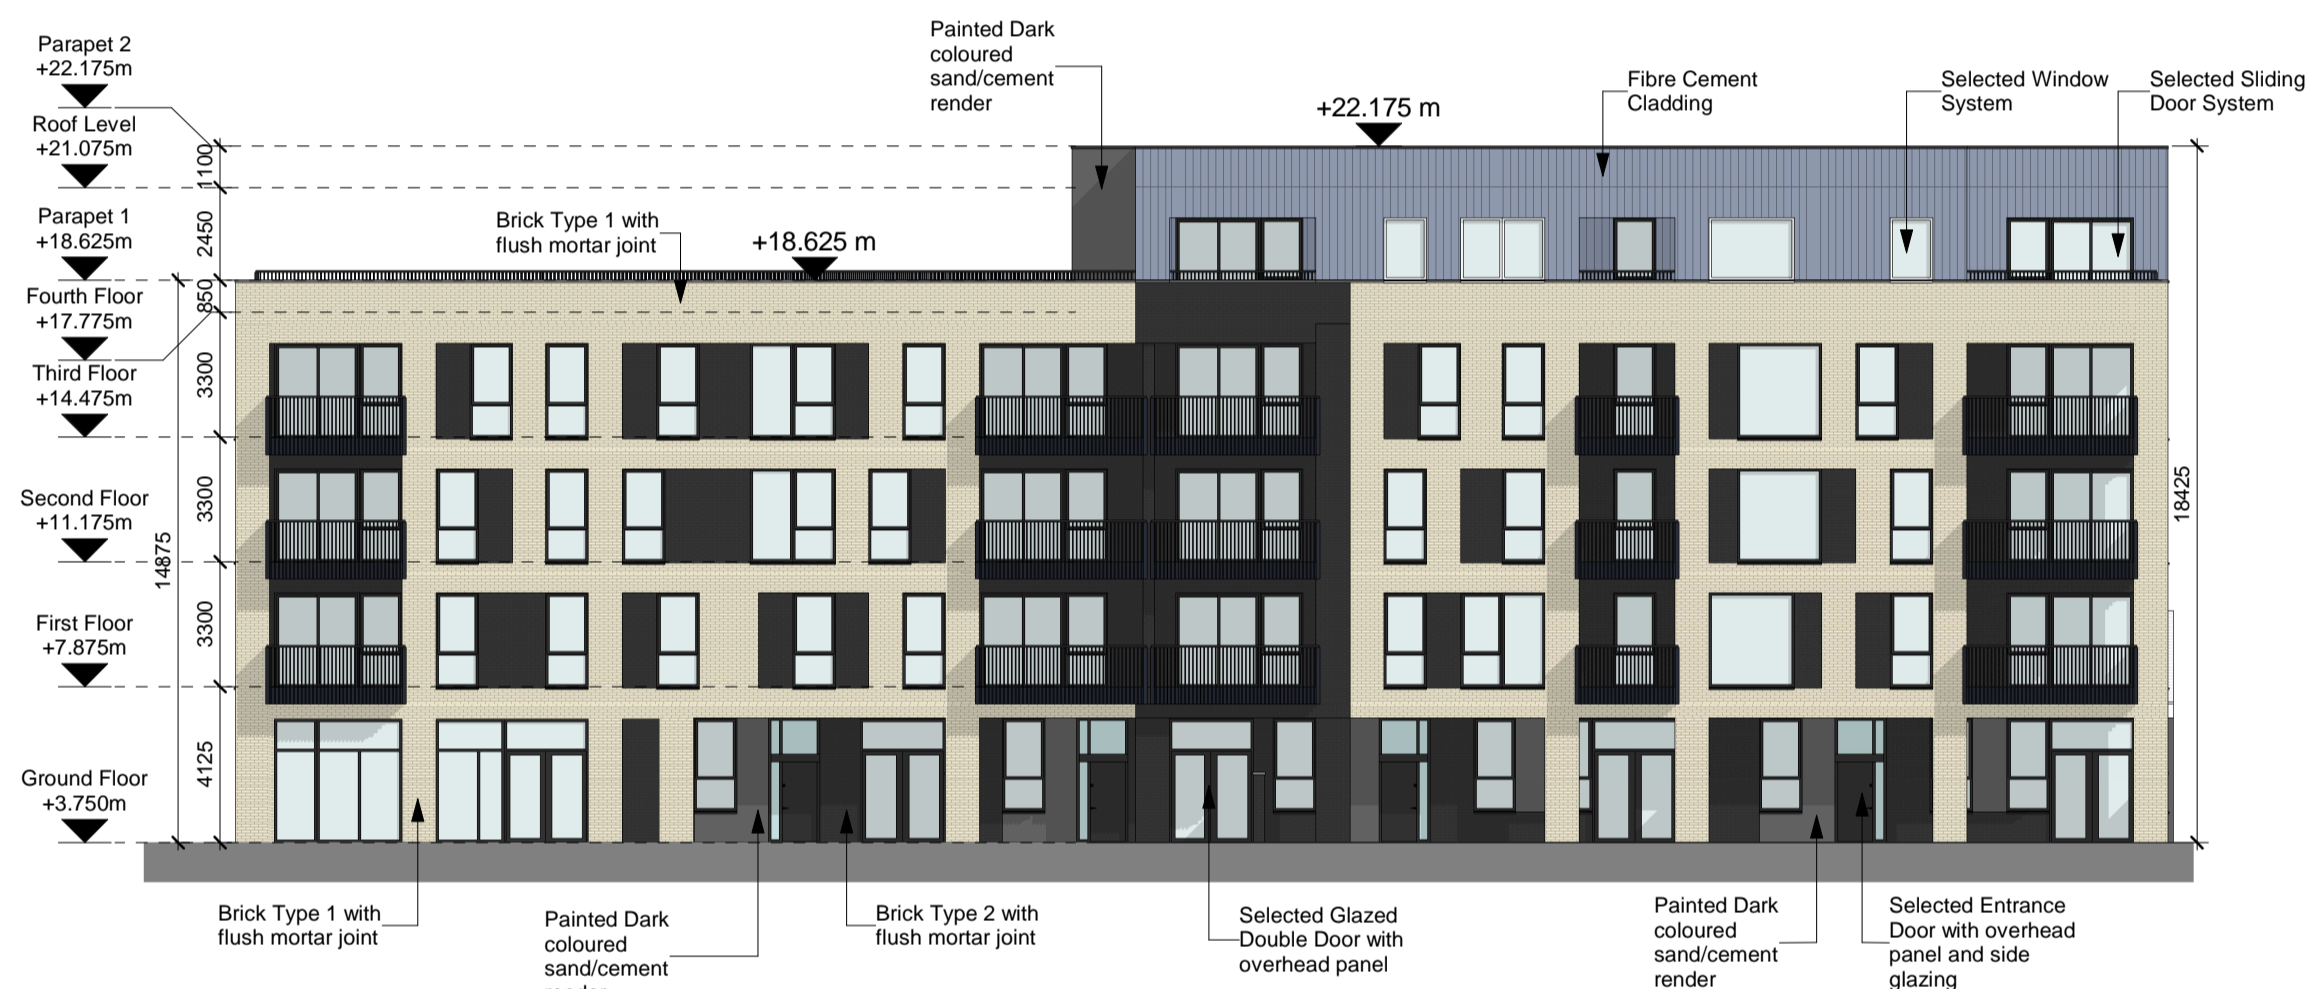 Parapet 2
+22.175m
Roof Level
+21.075m
Parapet 1
+18.625m
Fourth Floor
+17.775m
Third Floor
+14.475m
Second Floor
+11.175m
First Floor
+7.875m
Ground Floor
+3.750m
1100
2450
850
3300
3300
3300
4125
14875
Brick Type 1 with
flush mortar joint
+18.625 m
Painted Dark
coloured
sand/cement
render
+22.175 m
Fibre Cement
Cladding
Selected Window
System
Selected Sliding
Door System
18425
Brick Type 1 with
flush mortar joint
Painted Dark
coloured
sand/cement
Brick Type 2 with
flush mortar joint
Selected Glazed
Double Door with
overhead panel
Painted Dark
coloured
sand/cement
render
Selected Entrance
Door with overhead
panel and side
glazing